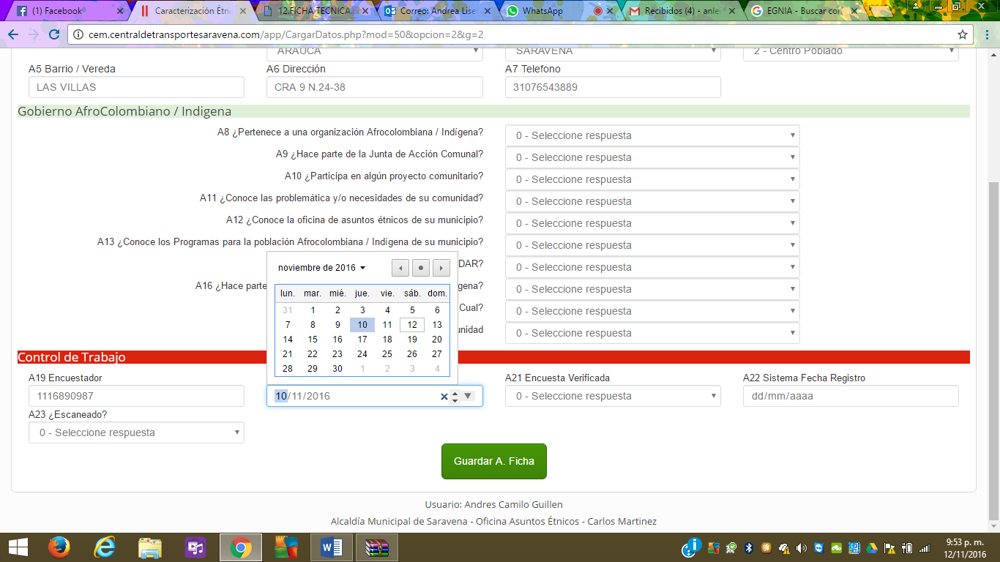 (1) Facebook
Caracterización Étni
12.FICHA TECNICA
Correo: Andrea Lise
WhatsApp
Recibidos (4) - anle
EGNIA - Buscar con
cem.centraldetransportesaravena.com/app/CargarDatos.php?mod=50&opcion=2&g=2
ARAUCA
SARAVENA
2 - Centro Poblado
A5 Barrio / Vereda
A6 Dirección
A7 Telefono
LAS VILLAS
CRA 9 N.24-38
31076543889
Gobierno AfroColombiano / Indigena
A8 ¿Pertenece a una organización Afrocolombiana / Indígena?
0 - Seleccione respuesta
A9 ¿Hace parte de la Junta de Acción Comunal?
0 - Seleccione respuesta
A10 ¿Participa en algún proyecto comunitario?
0 - Seleccione respuesta
A11 ¿Conoce las problemática y/o necesidades de su comunidad?
0 - Seleccione respuesta
A12 ¿Conoce la oficina de asuntos étnicos de su municipio?
0 - Seleccione respuesta
A13 ¿Conoce los Programas para la población Afrocolombiana / Indígena de su municipio?
0 - Seleccione respuesta
DAR?
0 - Seleccione respuesta
A16 ¿Hace parte
gena?
0 - Seleccione respuesta
Cual?
0 - Seleccione respuesta
unidad
0 - Seleccione respuesta
noviembre de 2016
lun. mar. mié. jue. vie. sáb. dom.
31 1 2 3 4 5 6
7 8 9 10 11 12 13
14 15 16 17 18 19 20
21 22 23 24 25 26 27
28 29 30 1 2 3 4
Control de Trabajo
A19 Encuestador
A21 Encuesta Verificada
A22 Sistema Fecha Registro
1116890987
10/11/2016
0 - Seleccione respuesta
dd/mm/aaaa
A23 ¿Escaneado?
0 - Seleccione respuesta
Guardar A. Ficha
Usuario: Andres Camilo Guillen
Alcaldía Municipal de Saravena - Oficina Asuntos Étnicos - Carlos Martinez
9:53 p. m.
12/11/2016